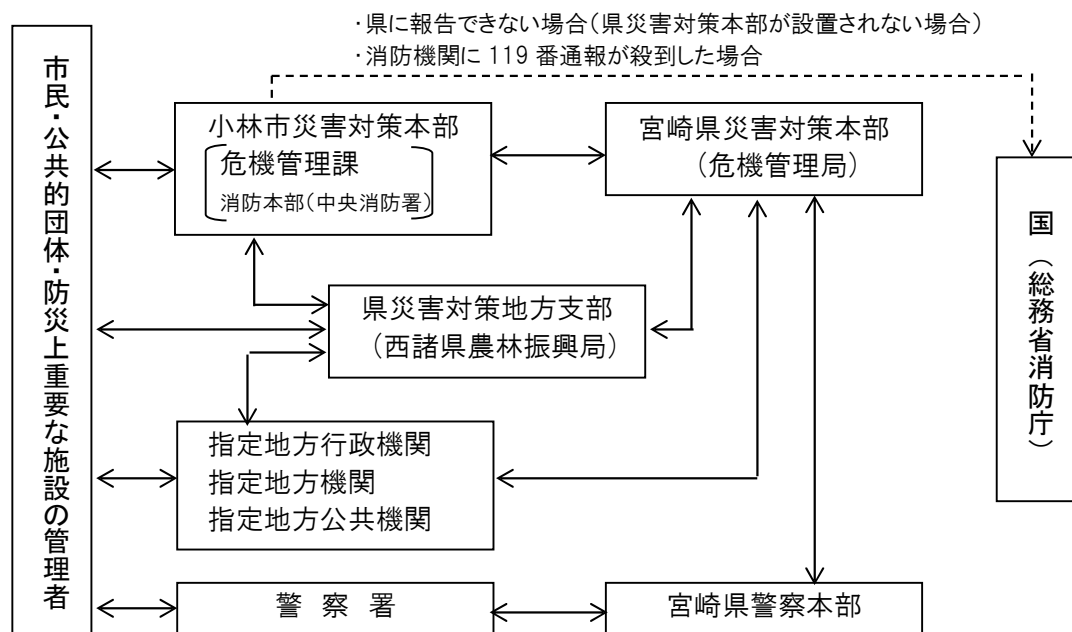 ・県に報告できない場合（県災害対策本部が設置されない場合）
・消防機関に 119 番通報が殺到した場合
市民・公共的団体・防災上重要な施設の管理者
小林市災害対策本部
危機管理課
消防本部（中央消防署）
宮崎県災害対策本部
（危機管理局）
国（総務省消防庁）
県災害対策地方支部
（西諸県農林振興局）
指定地方行政機関
指定地方機関
指定地方公共機関
警 察 署
宮崎県警察本部